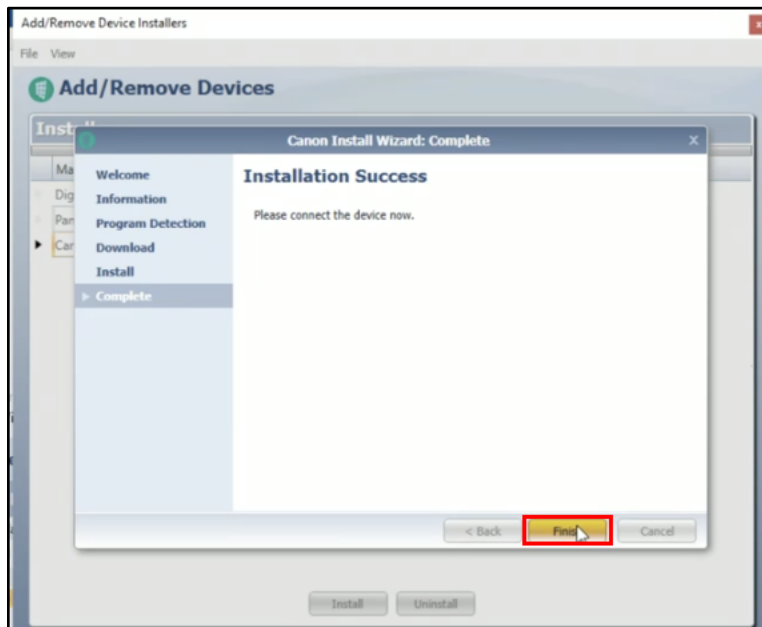 Add/Remove Device Installers
x
File View
Add/Remove Devices
Canon Install Wizard: Complete
X
Welcome
Information
Program Detection
Download
Install
Complete
Installation Success
Please connect the device now.
< Back
Cancel
Install
Uninstall